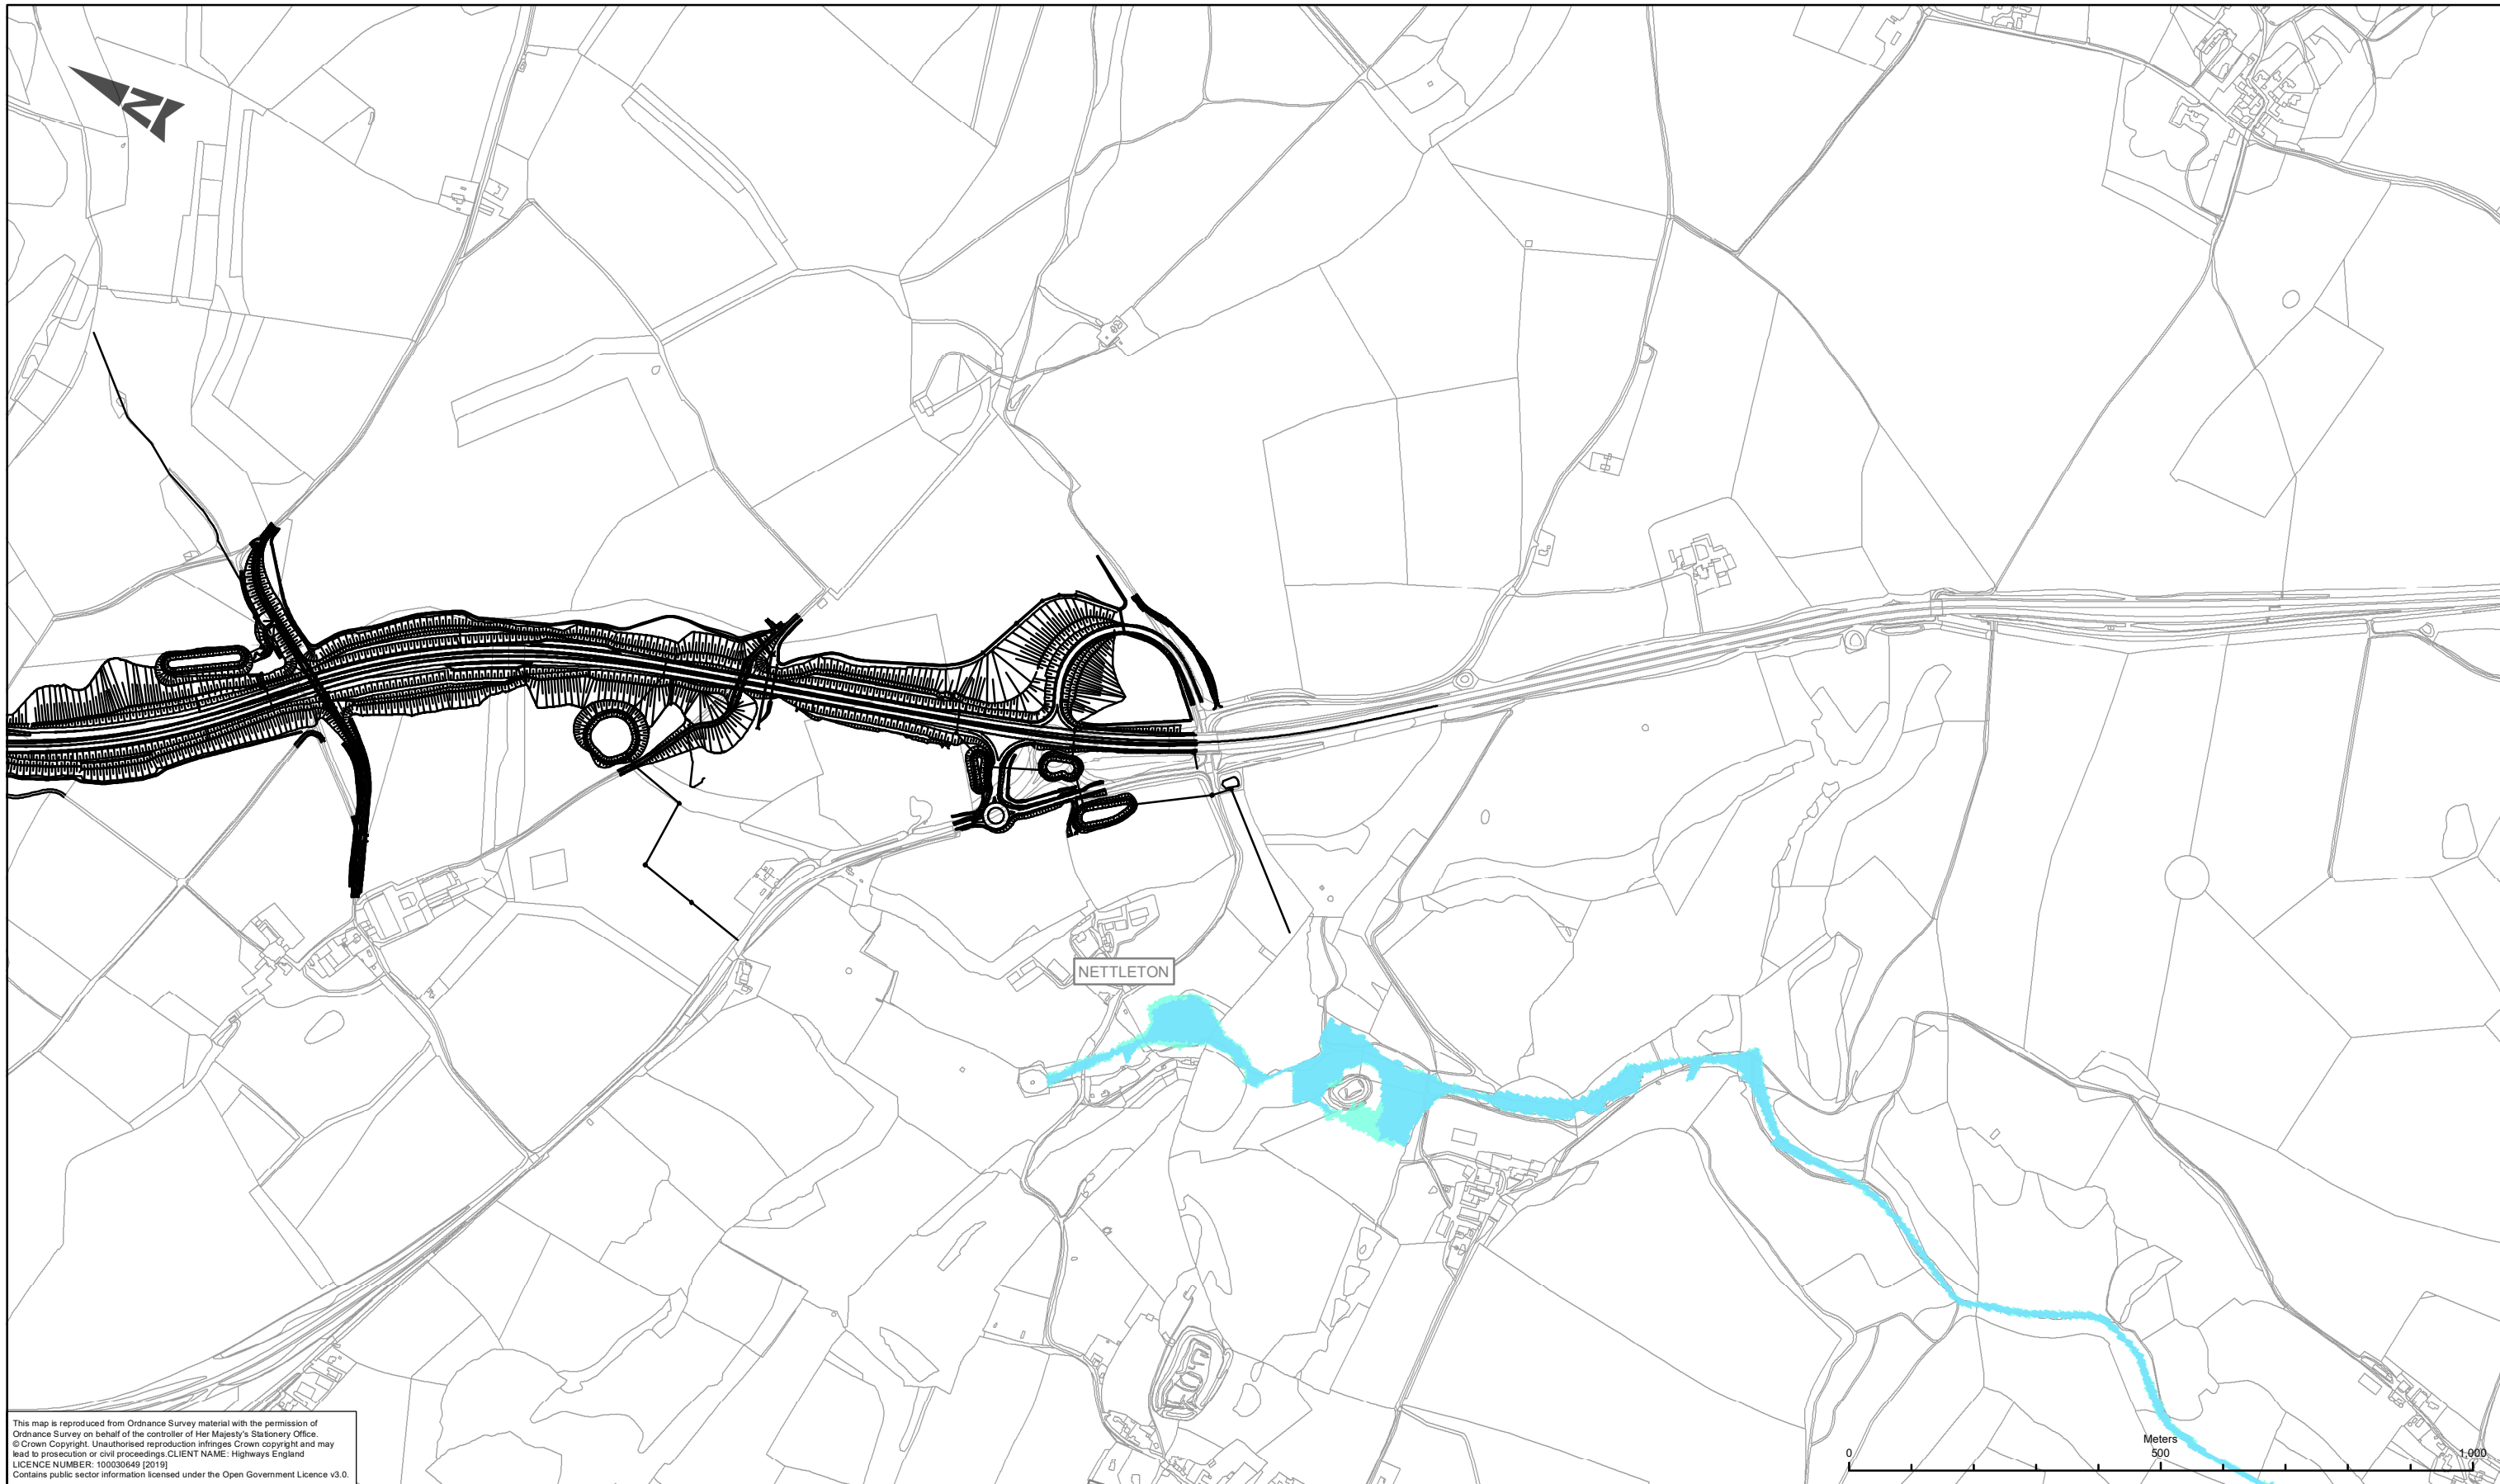 N
NETTLETON
Meters
0 500 1,000
This map is reproduced from Ordnance Survey material with the permission of
Ordnance Survey on behalf of the controller of Her Majesty's Stationery Office.
© Crown Copyright. Unauthorised reproduction infringes Crown copyright and may
lead to prosecution or civil proceedings.CLIENT NAME: Highways England
LICENCE NUMBER: 100030649 [2019]
Contains public sector information licensed under the Open Government Licence v3.0.